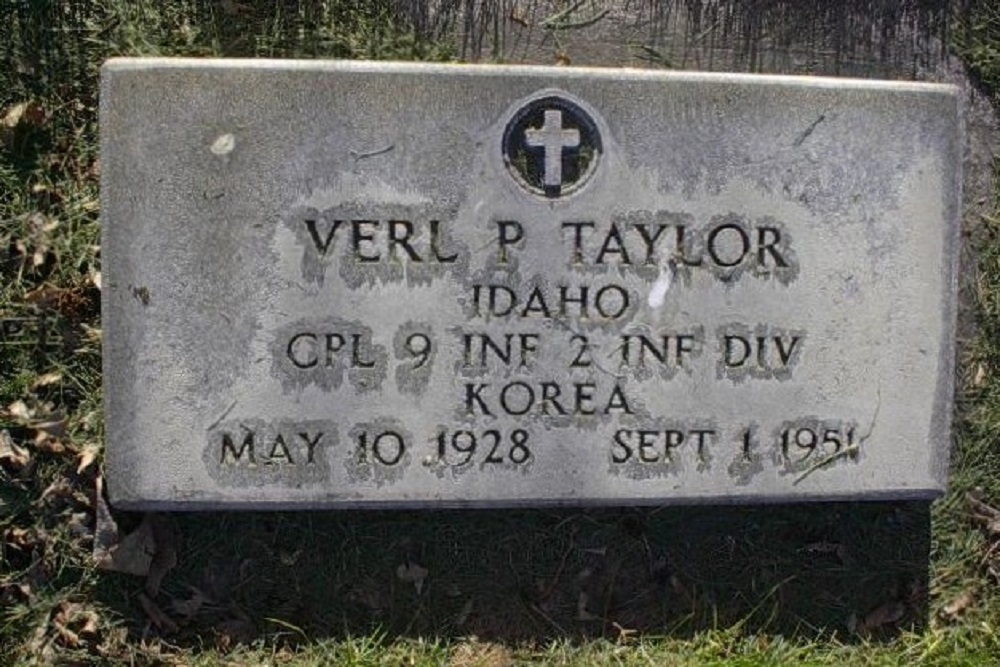 VERL P TAYLOR
IDAHO
CPL 9 INF 2 INF DIV
KOREA
MAY 10 1928 SEPT 1 1951